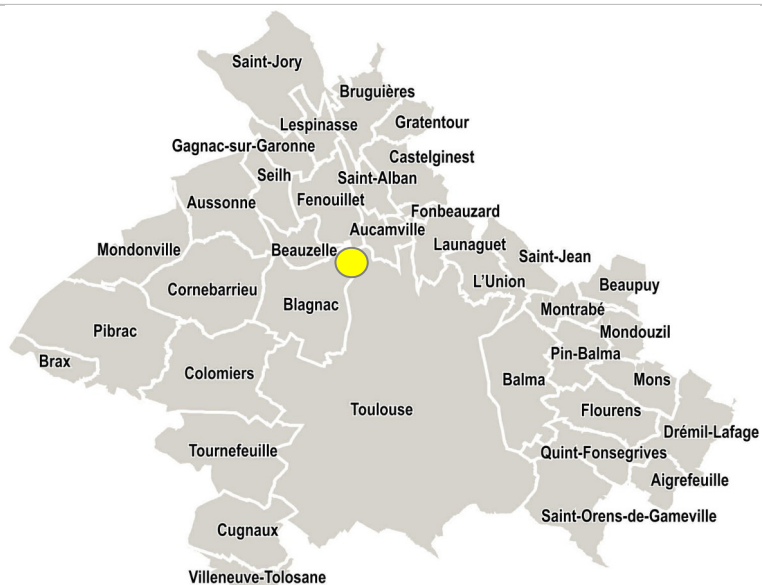 Saint-Jory
Bruguières
Lespinasse
Gratentour
Gagnac-sur-Garonne
Castelginest
Seilh
Saint-Alban
Aussonne
Fenouillet
Fonbeauzard
Aucamville
Mondonville
Beauzelle
Launaguet
Saint-Jean
L'Union
Beaupuy
Cornebarrieu
Blagnac
Montrabé
Pibrac
Mondouzil
Pin-Balma
Brax
Colomiers
Balma
Mons
Toulouse
Flourens
Drémil-Lafage
Tournefeuille
Quint-Fonsegrives
Aigrefeuille
Saint-Orens-de-Gameville
Cugnaux
Villeneuve-Tolosane